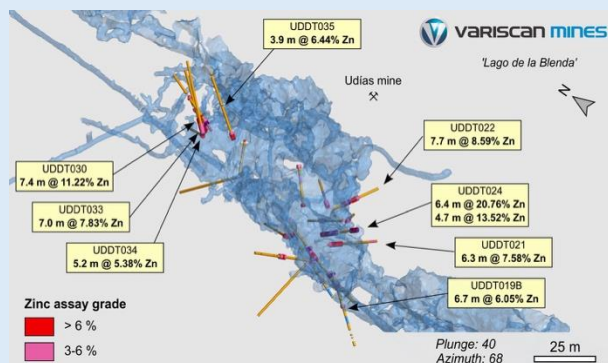 VARISCAN MINES
'Lago de la Blenda'
UDDT035
3.9 m @ 6.44% Zn
Udías mine
N
UDDT022
7.7 m @ 8.59% Zn
UDDT030
7.4 m @ 11.22% Zn
UDDT024
6.4 m @ 20.76% Zn
4.7 m @ 13.52% Zn
UDDT033
7.0 m @ 7.83% Zn
UDDT034
5.2 m @ 5.38% Zn
UDDT021
6.3 m @ 7.58% Zn
UDDT019B
6.7 m @ 6.05% Zn
Zinc assay grade
> 6 %
3-6 %
Plunge: 40
Azimuth: 68
25 m